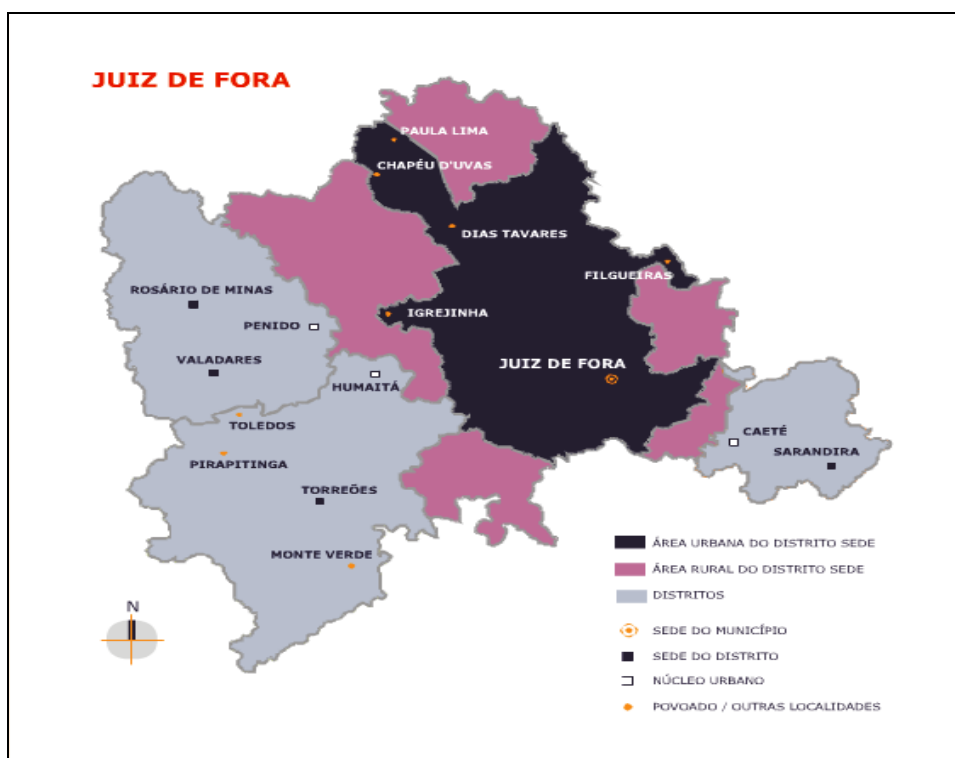 JUIZ DE FORA
PAULA LIMA
CHAPÉU D'UVAS
DIAS TAVARES
FILGUEIRAS
ROSÁRIO DE MINAS
IGREJINHA
PENIDO
VALADARES
JUIZ DE FORA
HUMAITÁ
TOLEDOS
CAETÉ
PIRAPITINGA
SARANDIRA
TORREÕES
MONTE VERDE
ÁREA URBANA DO DISTRITO SEDE
ÁREA RURAL DO DISTRITO SEDE
DISTRITOS
N
SEDE DO MUNICÍPIO
SEDE DO DISTRITO
NÚCLEO URBANO
POVOADO / OUTRAS LOCALIDADES